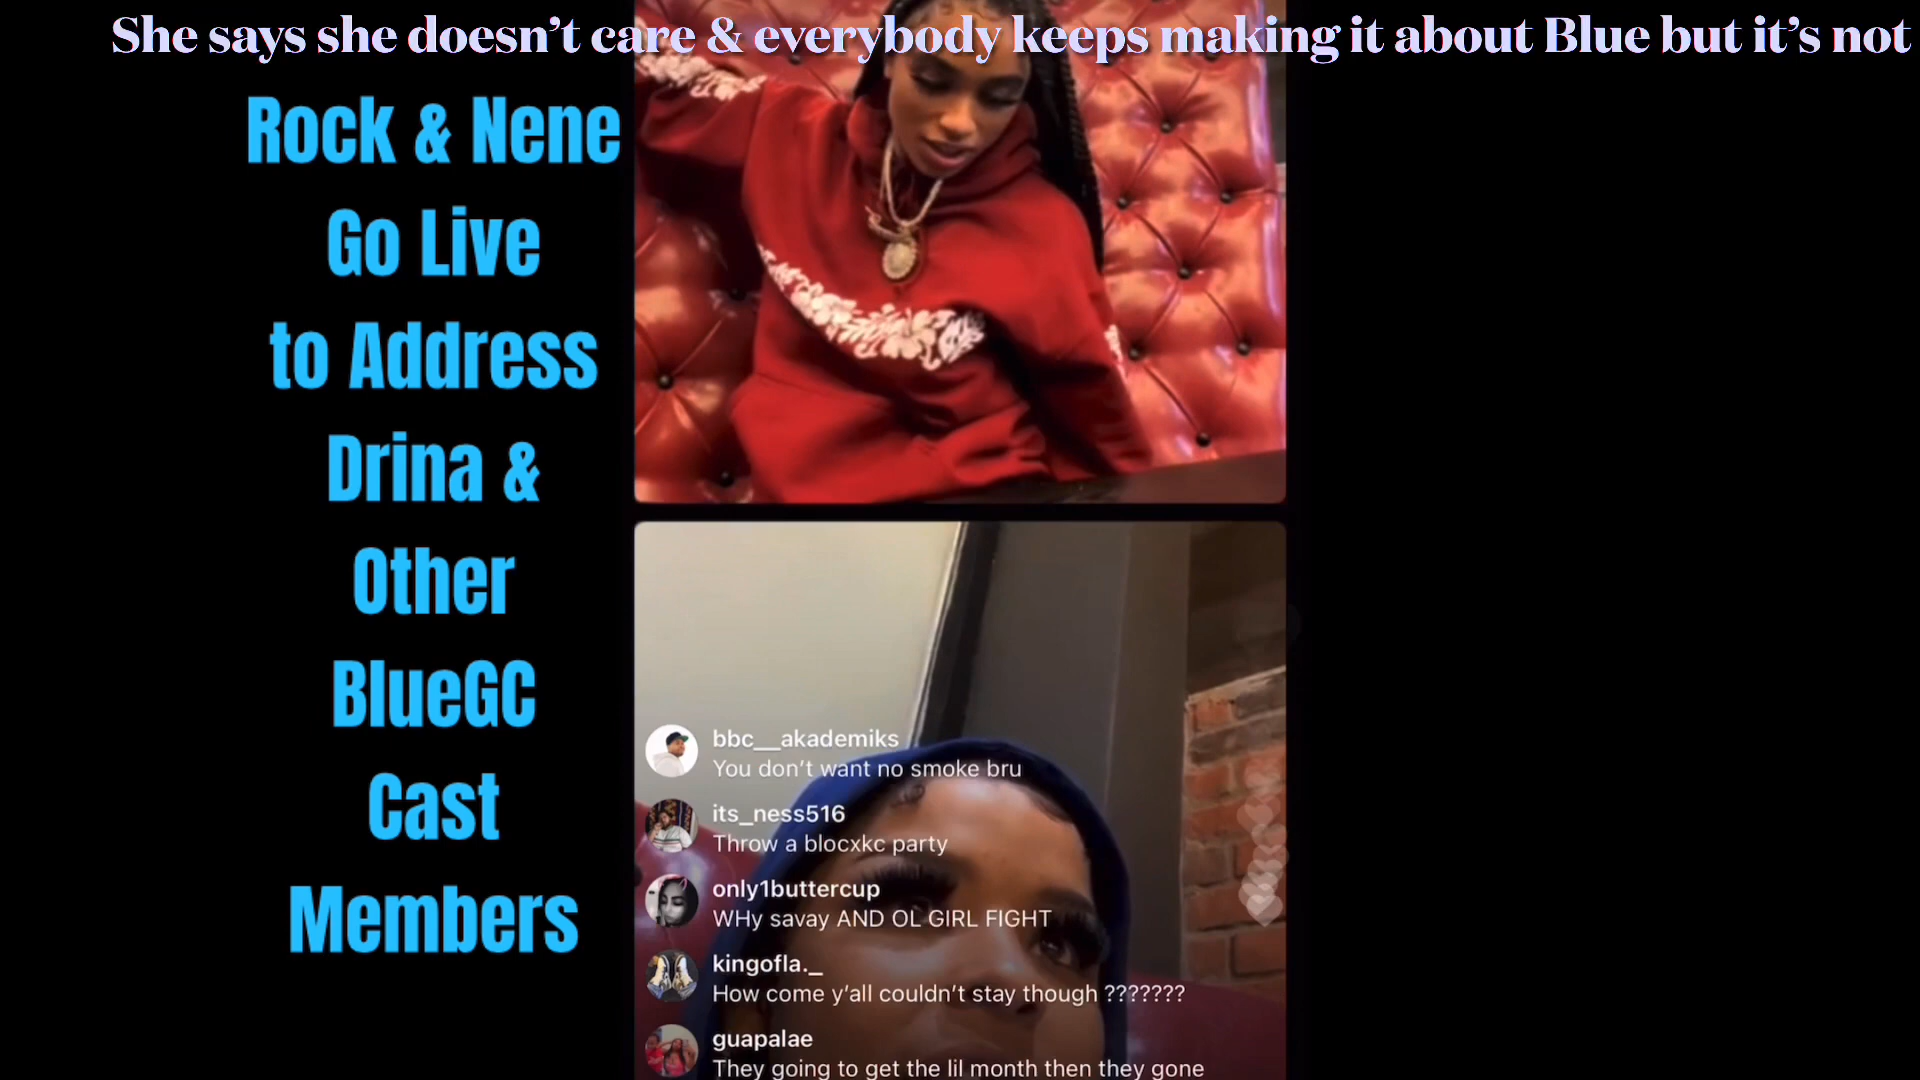 She says she doesn’t care & everybody keeps making it about Blue but it’s not
Rock & Nene
Go Live
to Address
Drina &
Other
BlueGC
Cast
Members
bbc__akademiks
You don’t want no smoke bru
its_ness516
Throw a blocxkc party
only1buttercup
WHy savay AND OL GIRL FIGHT
kingofla._
How come y’all couldn’t stay though ???????
guapalae
They going to get the lil month then they gone